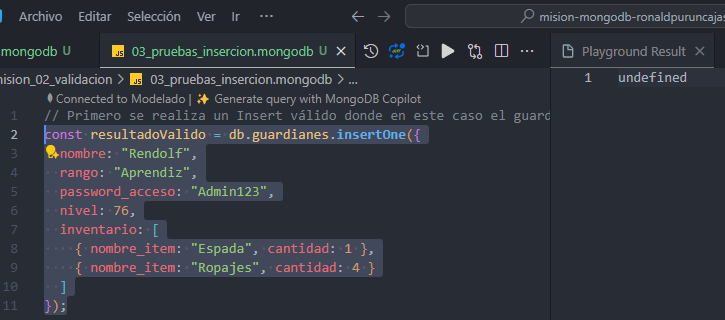 Archivo Editar Selección Ver Ir
mision-mongodb-ronaldpuruncajas
mongodb U
JS 03_pruebas_insercion.mongodb U
Playground Result
mision_02_validacion > JS 03_pruebas_insercion.mongodb > ...
Connected to Modelado | ✨ Generate query with MongoDB Copilot
1 // Primero se realiza un Insert válido donde en este caso el guard
2 const resultadoValido = db.guardianes.insertOne({
3 nombre: "Rendolf",
4 rango: "Aprendiz",
5 password_acceso: "Admin123",
6 nivel: 76,
7 inventario: [
8 { nombre_item: "Espada", cantidad: 1 },
9 { nombre_item: "Ropajes", cantidad: 4 }
10 ]
11 });
1 undefined